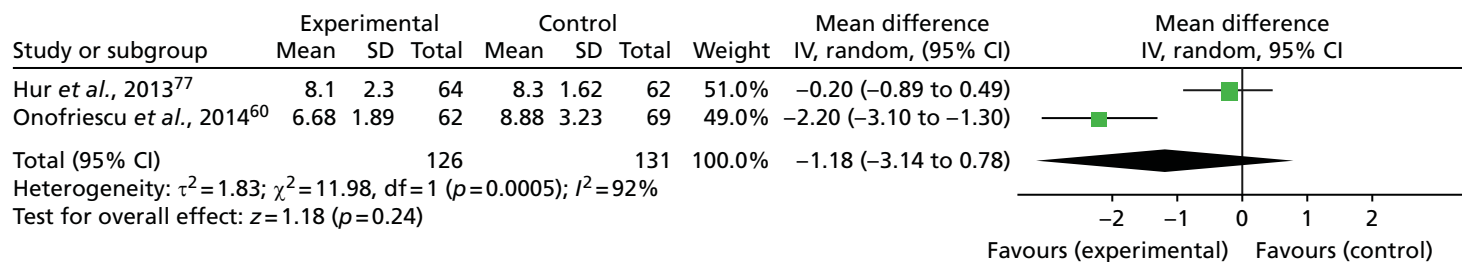 Experimental Control Mean difference Mean difference
Study or subgroup Mean SD Total Mean SD Total Weight IV, random, (95% CI) IV, random, 95% CI
Hur et al., 2013⁷⁷ 8.1 2.3 64 8.3 1.62 62 51.0% −0.20 (−0.89 to 0.49)
Onofriescu et al., 2014⁶⁰ 6.68 1.89 62 8.88 3.23 69 49.0% −2.20 (−3.10 to −1.30)
Total (95% CI) 126 131 100.0% −1.18 (−3.14 to 0.78)
Heterogeneity: τ²=1.83; χ²=11.98, df=1 (p=0.0005); I²=92%
Test for overall effect: z=1.18 (p=0.24)
−2 −1 0 1 2
Favours (experimental) Favours (control)